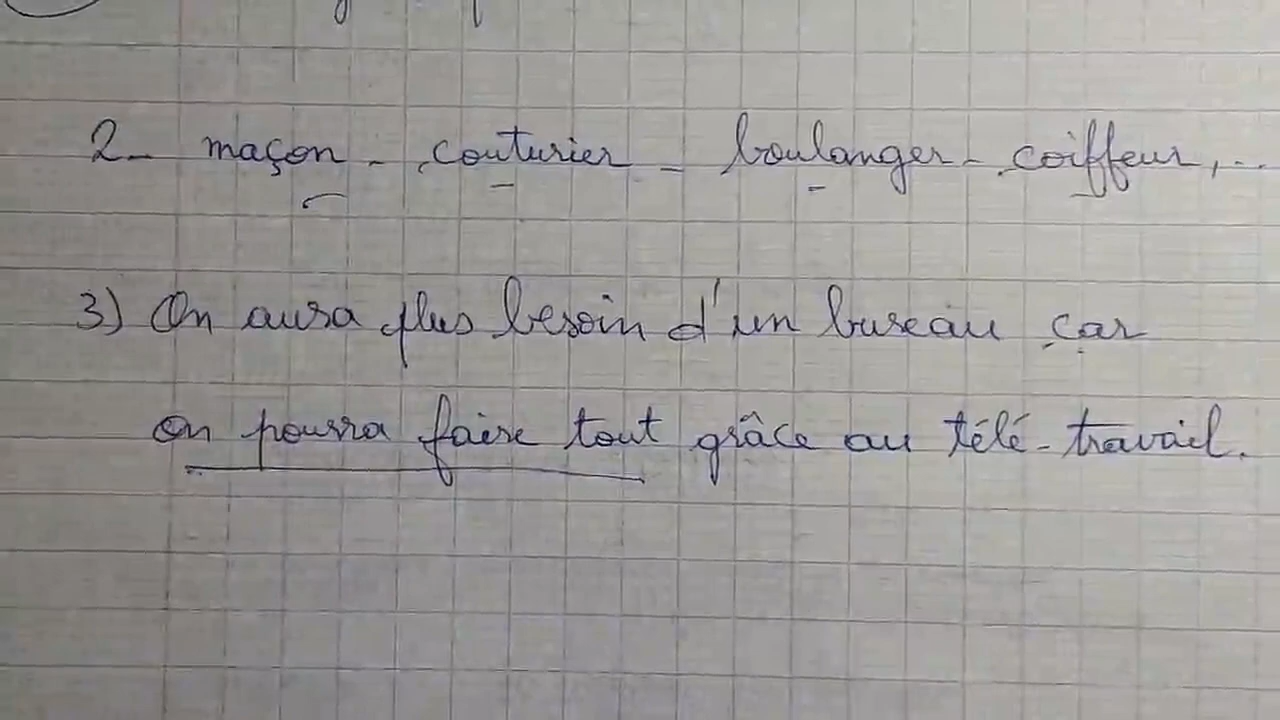 2- maçon - couturier - boulanger - coiffeur, ...
3) On aura plus besoin d'un bureau car
on pourra faire tout grâce au télé-travail.